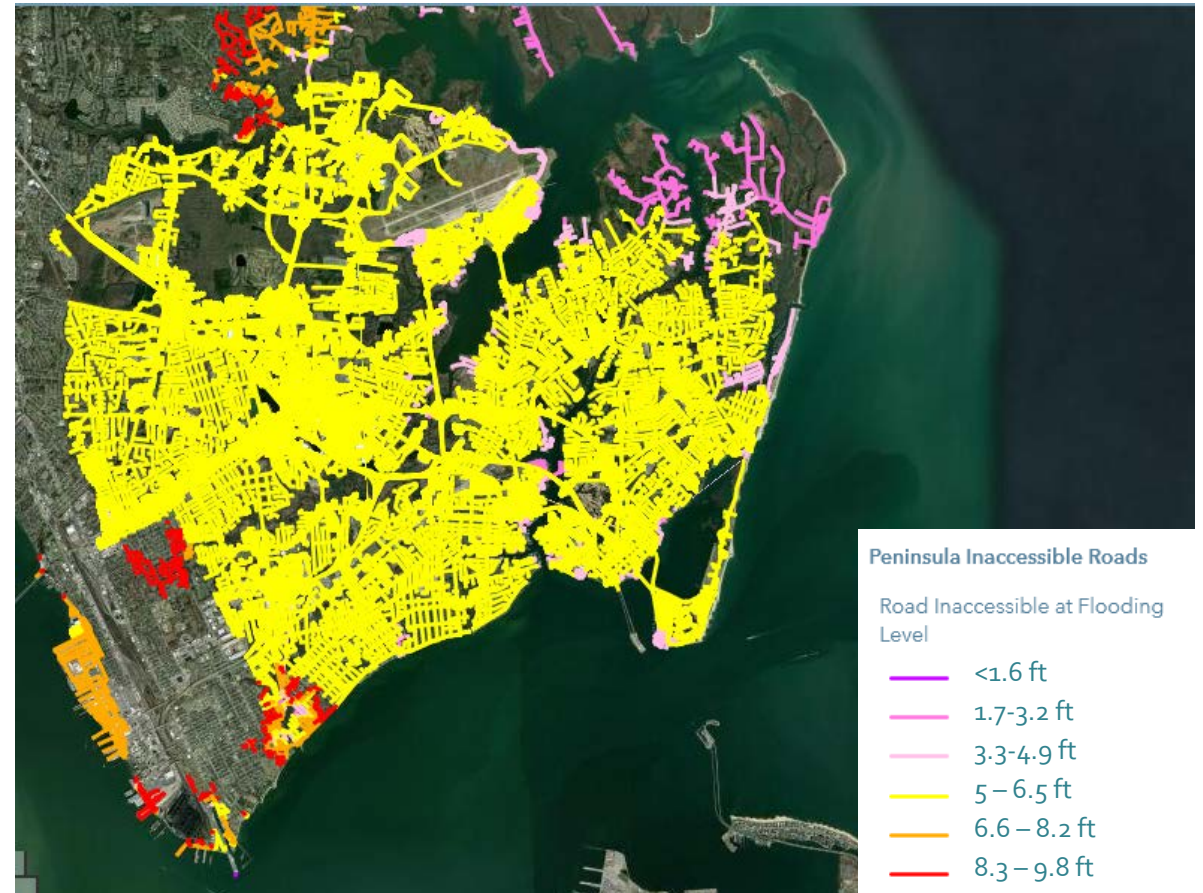 Peninsula Inaccessible Roads
Road Inaccessible at Flooding
Level
<1.6 ft
1.7-3.2 ft
3.3-4.9 ft
5 – 6.5 ft
6.6 – 8.2 ft
8.3 – 9.8 ft